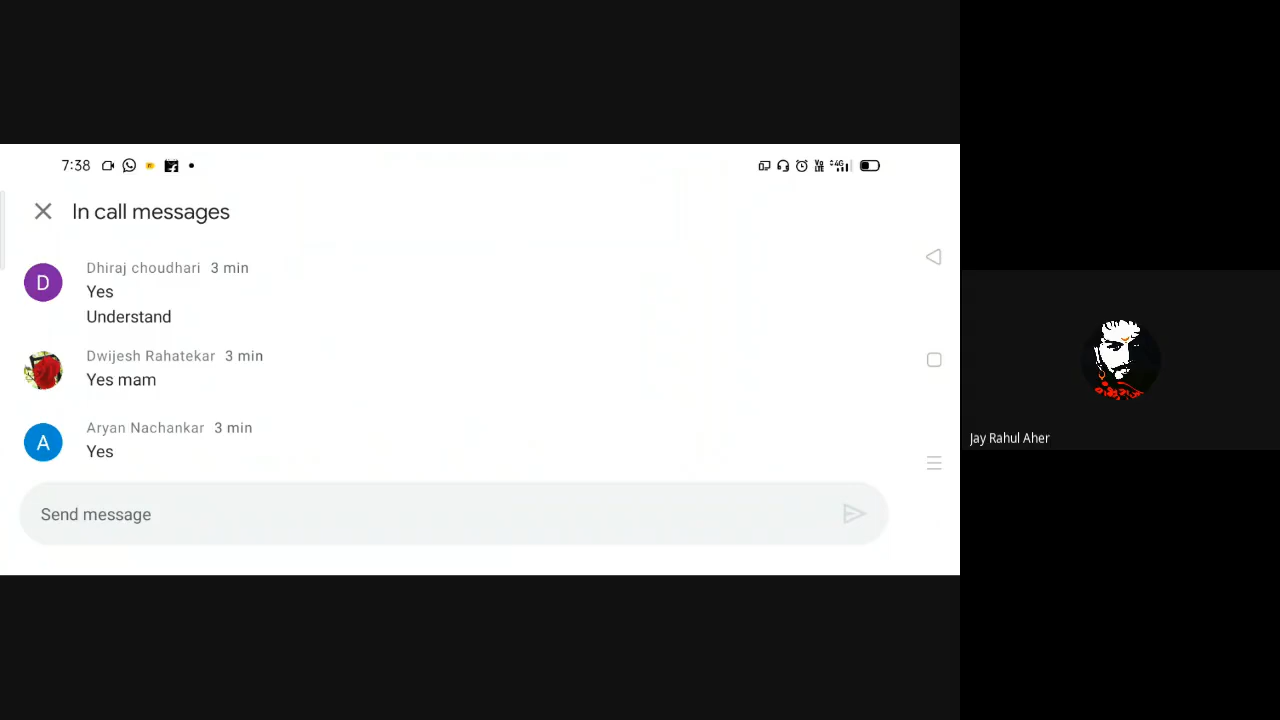 7:38
In call messages
D
Dhiraj choudhari 3 min
Yes
Understand
Dwijesh Rahatekar 3 min
Yes mam
A
Aryan Nachankar 3 min
Yes
Send message
Jay Rahul Aher